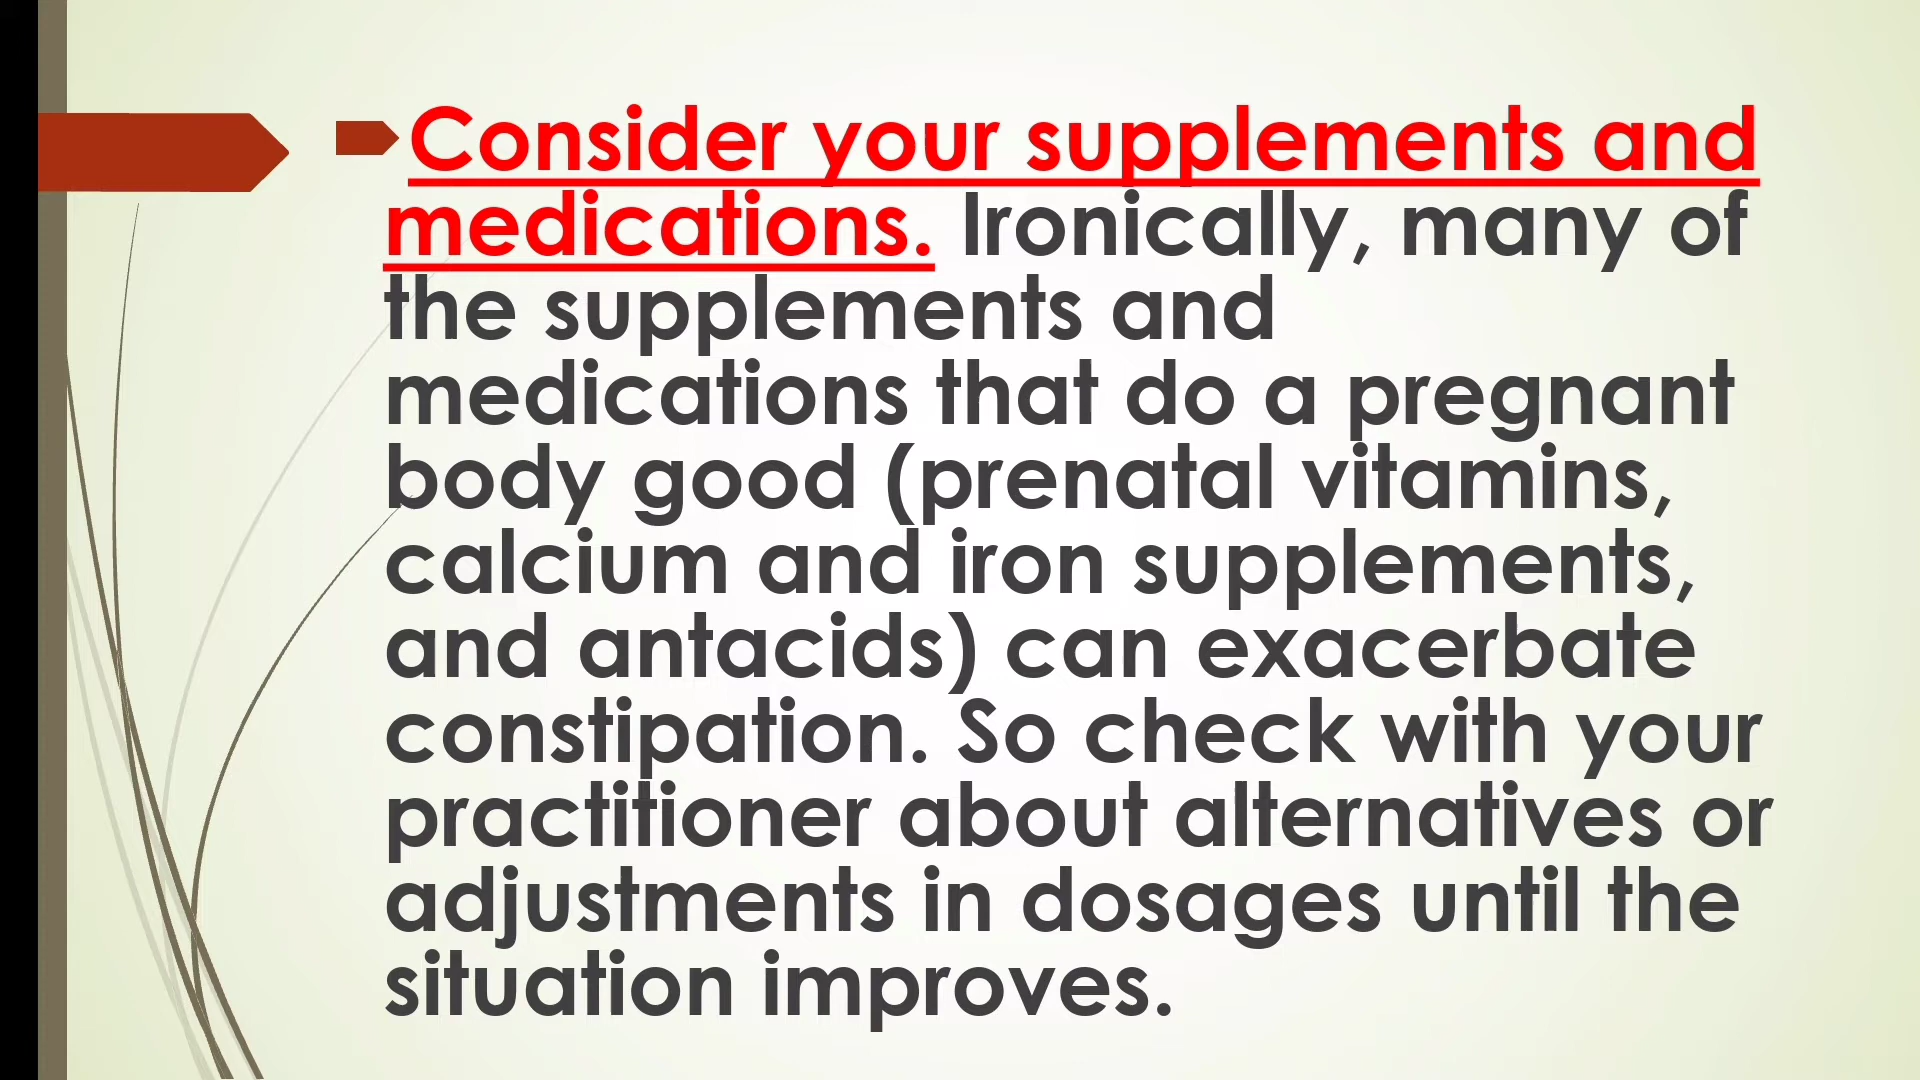 Consider your supplements and
medications. Ironically, many of
the supplements and
medications that do a pregnant
body good (prenatal vitamins,
calcium and iron supplements,
and antacids) can exacerbate
constipation. So check with your
practitioner about alternatives or
adjustments in dosages until the
situation improves.